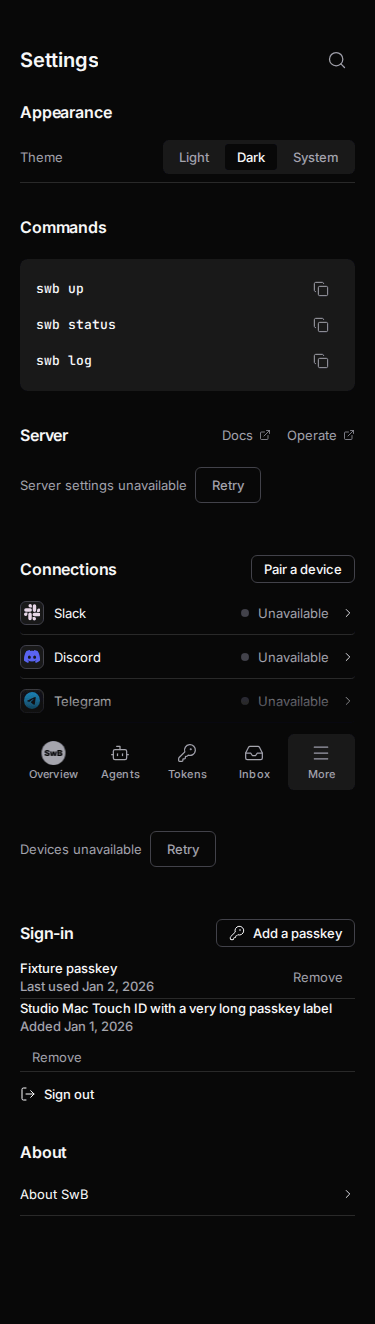 Settings
Appearance
Theme
Light
Dark
System
Commands
swb up
swb status
swb log
Server
Docs
Operate
Server settings unavailable
Retry
Connections
Pair a device
Slack
Unavailable
Discord
Unavailable
Telegram
Unavailable
SwB
Overview
Agents
Tokens
Inbox
More
Devices unavailable
Retry
Sign-in
Add a passkey
Fixture passkey
Last used Jan 2, 2026
Remove
Studio Mac Touch ID with a very long passkey label
Added Jan 1, 2026
Remove
Sign out
About
About SwB